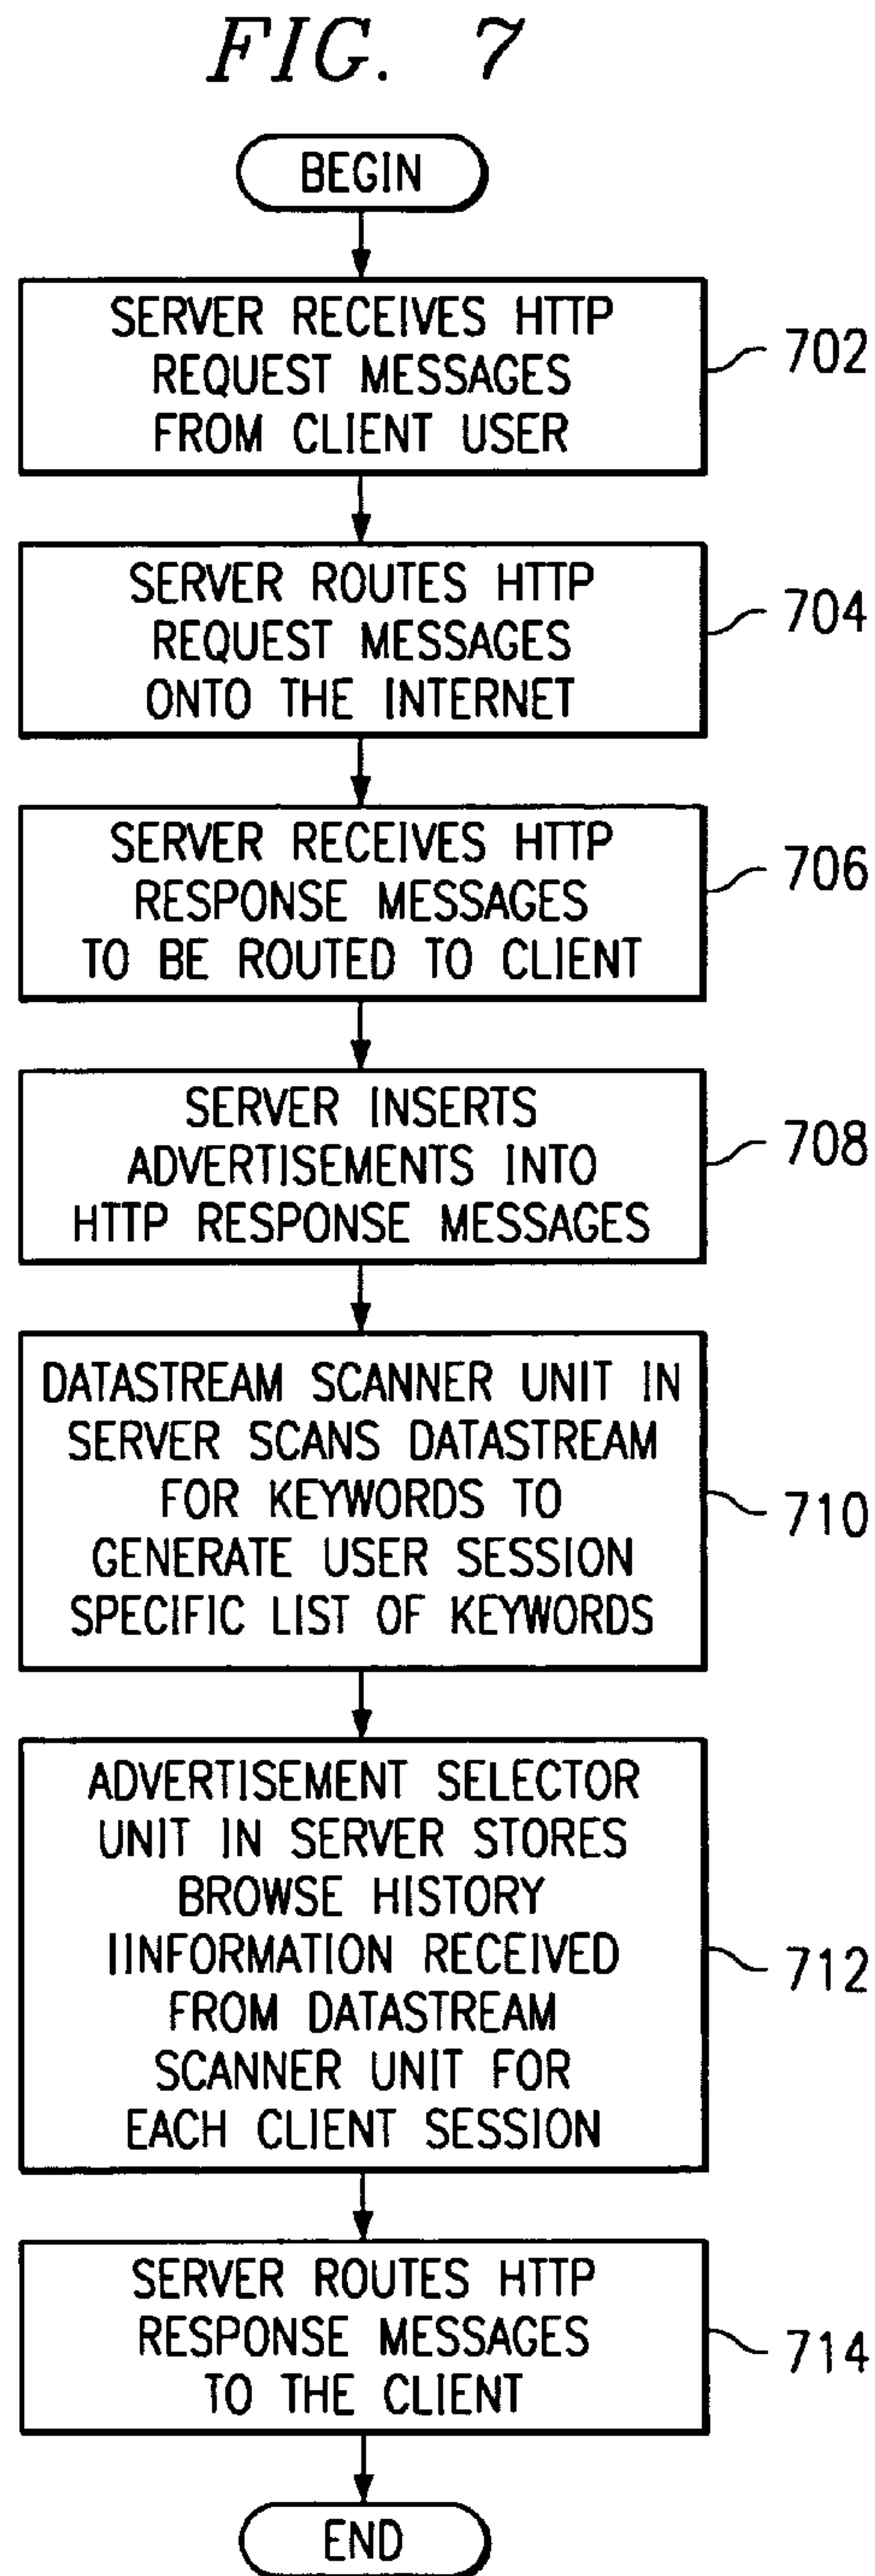 FIG. 7
BEGIN
SERVER RECEIVES HTTP
REQUEST MESSAGES
FROM CLIENT USER
702
SERVER ROUTES HTTP
REQUEST MESSAGES
ONTO THE INTERNET
704
SERVER RECEIVES HTTP
RESPONSE MESSAGES
TO BE ROUTED TO CLIENT
706
SERVER INSERTS
ADVERTISEMENTS INTO
HTTP RESPONSE MESSAGES
708
DATASTREAM SCANNER UNIT IN
SERVER SCANS DATASTREAM
FOR KEYWORDS TO
GENERATE USER SESSION
SPECIFIC LIST OF KEYWORDS
710
ADVERTISEMENT SELECTOR
UNIT IN SERVER STORES
BROWSE HISTORY
IINFORMATION RECEIVED
FROM DATASTREAM
SCANNER UNIT FOR
EACH CLIENT SESSION
712
SERVER ROUTES HTTP
RESPONSE MESSAGES
TO THE CLIENT
714
END